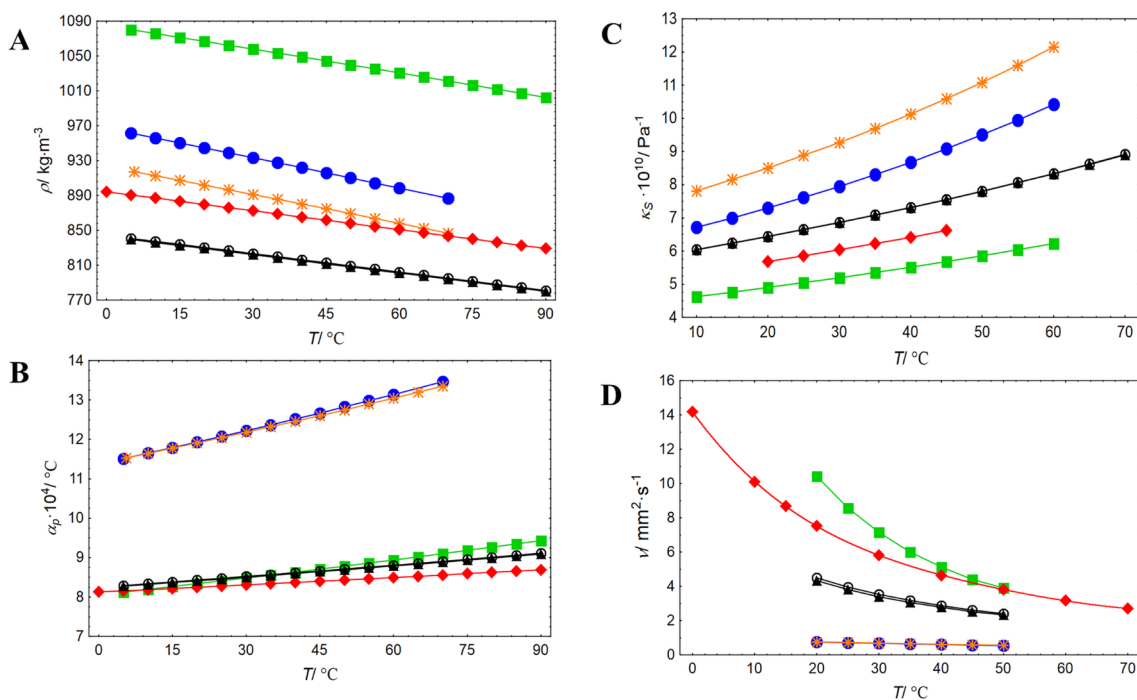 A
1090
1050
1010
970
930
890
850
810
770
ρ/ kg·m⁻³
0 15 30 45 60 75 90
T/ °C
B
14
13
12
11
9
8
7
αₚ·10⁴/ °C
0 15 30 45 60 75 90
T/ °C
C
13
12
11
10
9
8
7
6
5
4
κS ·10¹⁰/ Pa⁻¹
10 20 30 40 50 60 70
T/ °C
D
16
14
12
10
8
6
4
2
0
ν/ mm²·s⁻¹
0 10 20 30 40 50 60 70
T/ °C